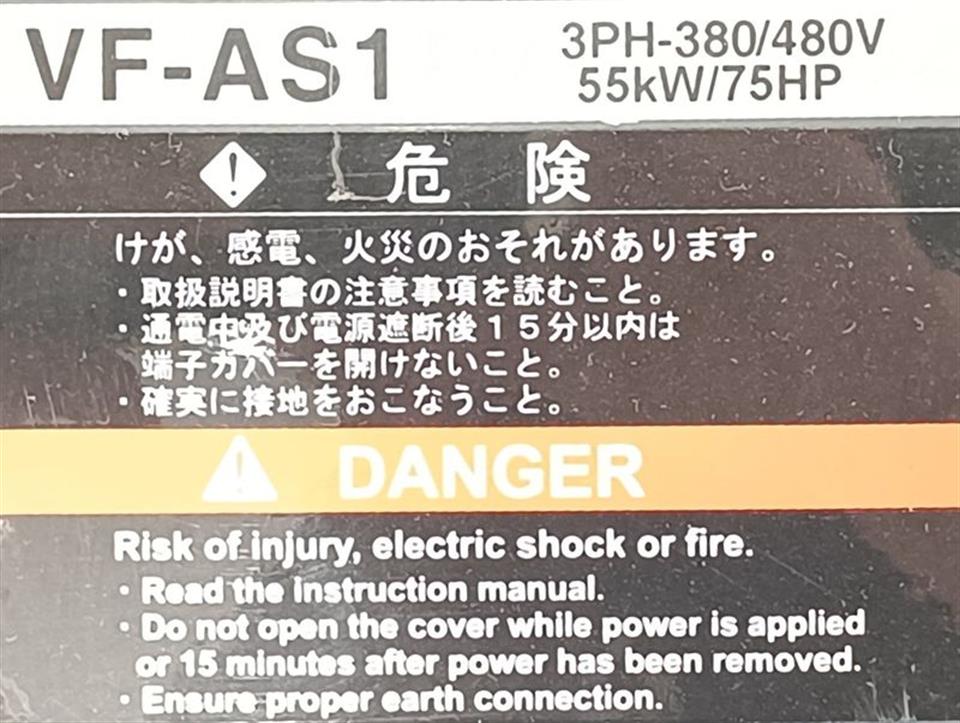 VF-AS1
3PH-380/480V
55kW/75HP
危 険
けが、感電、火災のおそれがあります。
・取扱説明書の注意事項を読むこと。
・通電中及び電源遮断後１５分以内は
端子カバーを開けないこと。
・確実に接地をおこなうこと。
DANGER
Risk of injury, electric shock or fire.
・Read the instruction manual.
・Do not open the cover while power is applied
or 15 minutes after power has been removed.
・Ensure proper earth connection.